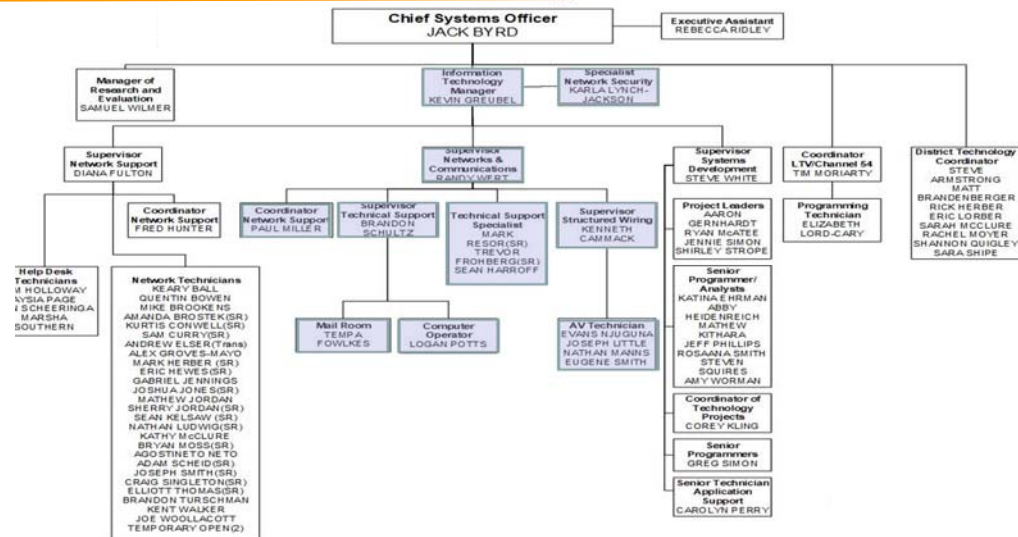 Chief Systems Officer
JACK BYRD
Executive Assistant
REBECCA RIDLEY
Manager of
Research and
Evaluation
SAMUEL WILMER
Information
Technology
Manager
KEVIN GREUBEL
Specialist
Network Security
KARLA LYNCH-
JACKSON
Supervisor
Network Support
DIANA FULTON
Supervisor
Networks &
Communications
RANDY WERT
Supervisor
Systems
Development
STEVE WHITE
Coordinator
LTV/Channel 54
TIM MORIARTY
District Technology
Coordinator
STEVE
ARMSTRONG
MATT
BRANDENBERGER
RICK HERBER
ERIC LORBER
SARAH MCCLURE
RACHEL MOYER
SHANNON QUIGLEY
SARA SHIPE
Coordinator
Network Support
FRED HUNTER
Coordinator
Network Support
PAUL MILLER
Supervisor
Technical Support
BRANDON
SCHULTZ
Technical Support
Specialist
MARK
RESOR(SR)
TREVOR
FROHBERG(SR)
SEAN HARROFF
Supervisor
Structured Wiring
KENNETH
CAMMACK
Project Leaders
AARON
GERNHARDT
RYAN McATEE
JENNIE SIMON
SHIRLEY STROPE
Programming
Technician
ELIZABETH
LORD-CARY
Help Desk
Technicians
M HOLLOWAY
AYSIA PAGE
N SCHEERINGA
MARSHA
SOUTHERN
Network Technicians
KEARY BALL
QUENTIN BOWEN
MIKE BROOKENS
AMANDA BROSTEK(SR)
KURTIS CONWELL(SR)
SAM CURRY(SR)
ANDREW ELSER(Trans)
ALEX GROVES-MAYO
MARK HERBER (SR)
ERIC HEWES(SR)
GABRIEL JENNINGS
JOSHUA JONES(SR)
MATHEW JORDAN
SHERRY JORDAN(SR)
SEAN KELSAW (SR)
NATHAN LUDWIG(SR)
KATHY McCLURE
BRYAN MOSS(SR)
AGOSTINETO NETO
ADAM SCHEID(SR)
JOSEPH SMITH(SR)
CRAIG SINGLETON(SR)
ELLIOTT THOMAS(SR)
BRANDON TURSCHMAN
KENT WALKER
JOE WOOLLACOTT
TEMPORARY OPEN(2)
Mail Room
TEMPA
FOWLKES
Computer
Operator
LOGAN POTTS
AV Technician
EVANS NJUGUNA
JOSEPH LITTLE
NATHAN MANNS
EUGENE SMITH
Senior
Programmer/
Analysts
KATINA EHRMAN
ABBY
HEIDENREICH
MATHEW
KITHARA
JEFF PHILLIPS
ROSAANA SMITH
STEVEN
SQUIRES
AMY WORMAN
Coordinator of
Technology
Projects
COREY KLING
Senior
Programmers
GREG SIMON
Senior Technician
Application
Support
CAROLYN PERRY